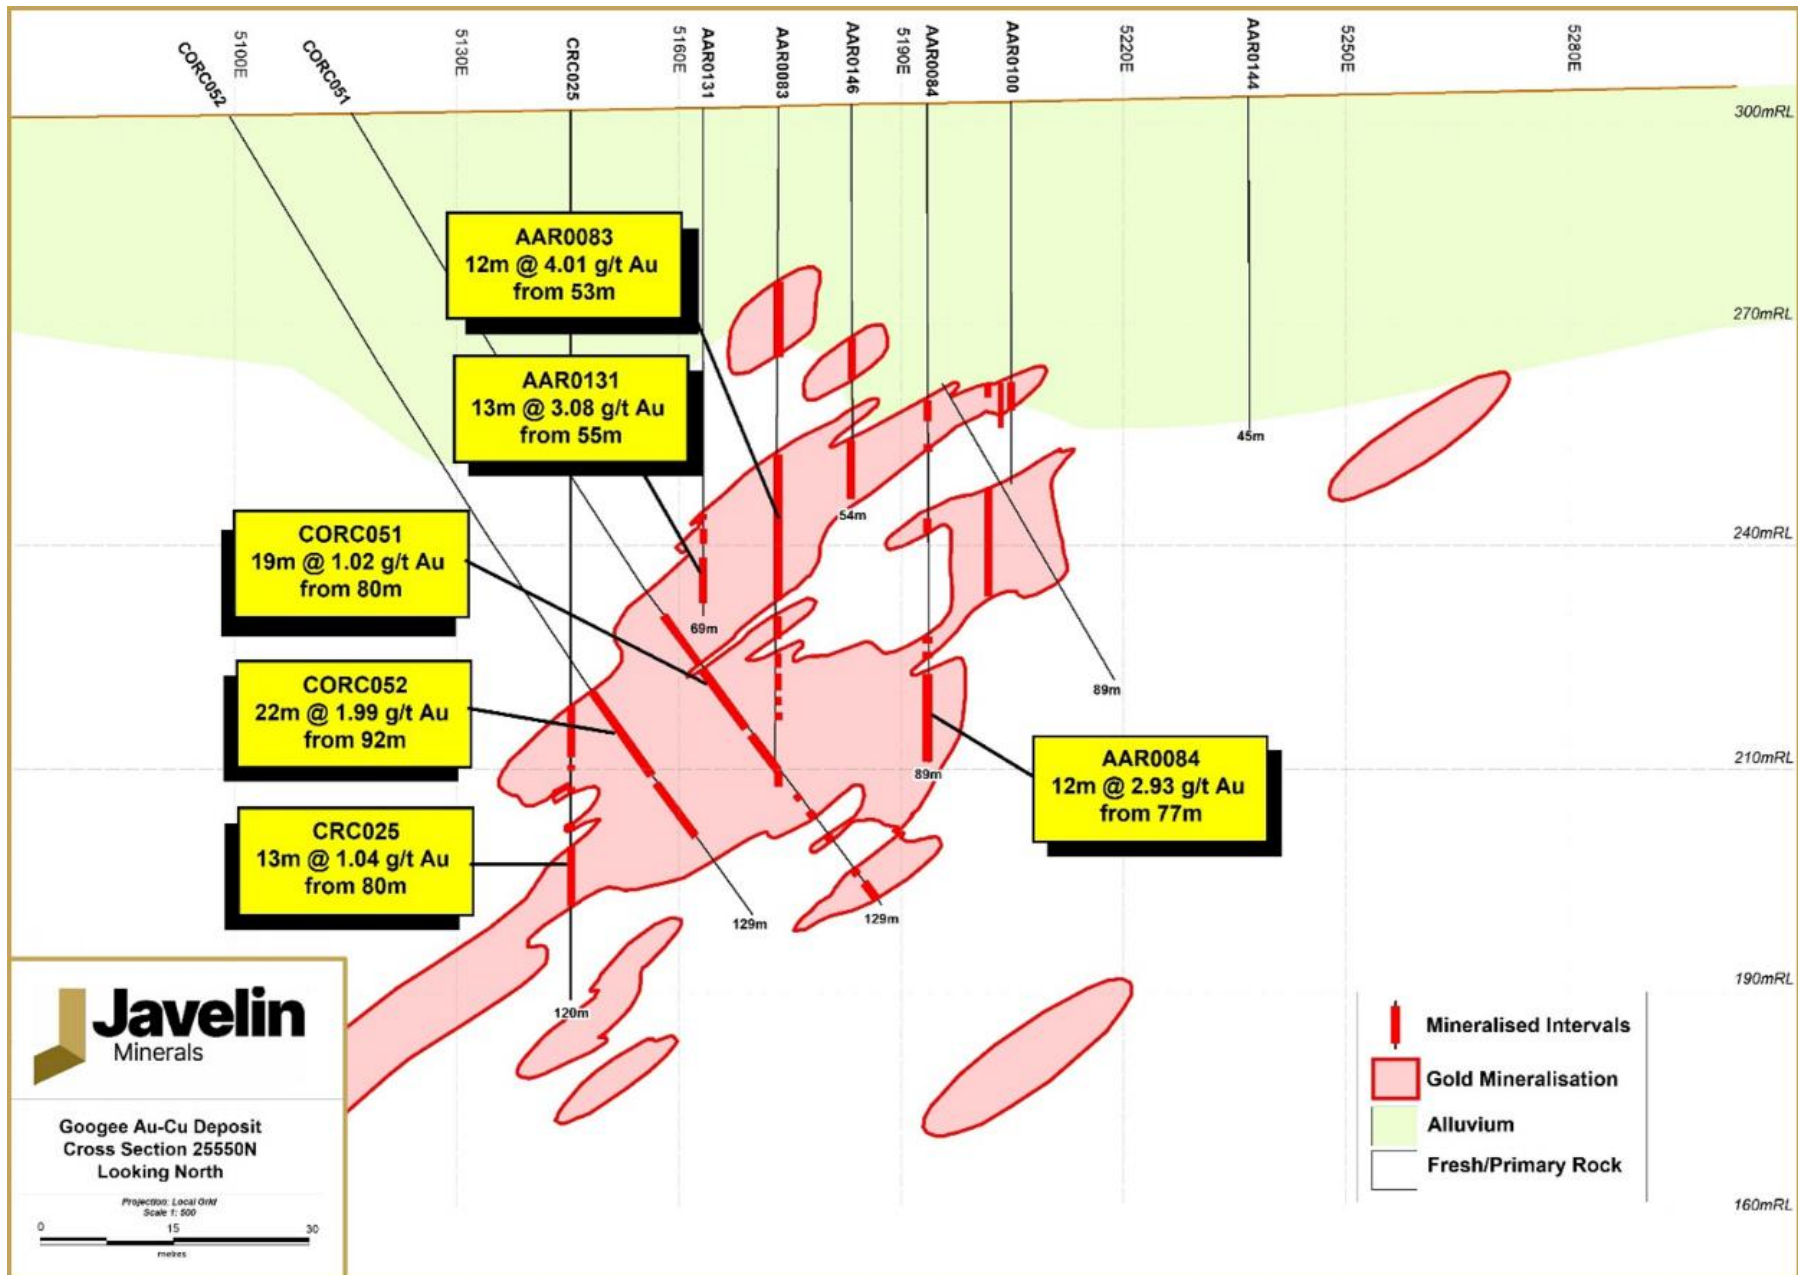 CORC052
5100E
CORC051
5130E
CRC025
5160E
AAR0131
AAR0083
AAR0146
5190E
AAR0084
AAR0100
5220E
AAR0144
5250E
5280E
300mRL
270mRL
240mRL
210mRL
190mRL
160mRL
AAR0083
12m @ 4.01 g/t Au
from 53m
AAR0131
13m @ 3.08 g/t Au
from 55m
CORC051
19m @ 1.02 g/t Au
from 80m
CORC052
22m @ 1.99 g/t Au
from 92m
CRC025
13m @ 1.04 g/t Au
from 80m
AAR0084
12m @ 2.93 g/t Au
from 77m
45m
54m
69m
89m
89m
129m
129m
120m
Javelin
Minerals
Googee Au-Cu Deposit
Cross Section 25550N
Looking North
Projection: Local Grid
Scale 1: 500
0 15 30
metres
Mineralised Intervals
Gold Mineralisation
Alluvium
Fresh/Primary Rock